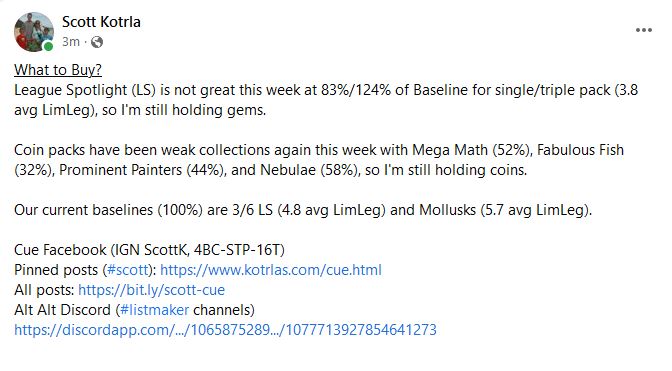 Scott Kotrla
3m ·
What to Buy?
League Spotlight (LS) is not great this week at 83%/124% of Baseline for single/triple pack (3.8
avg LimLeg), so I'm still holding gems.
Coin packs have been weak collections again this week with Mega Math (52%), Fabulous Fish
(32%), Prominent Painters (44%), and Nebulae (58%), so I'm still holding coins.
Our current baselines (100%) are 3/6 LS (4.8 avg LimLeg) and Mollusks (5.7 avg LimLeg).
Cue Facebook (IGN ScottK, 4BC-STP-16T)
Pinned posts (#scott): https://www.kotrlas.com/cue.html
All posts: https://bit.ly/scott-cue
Alt Alt Discord (#listmaker channels)
https://discordapp.com/.../1065875289.../1077713927854641273